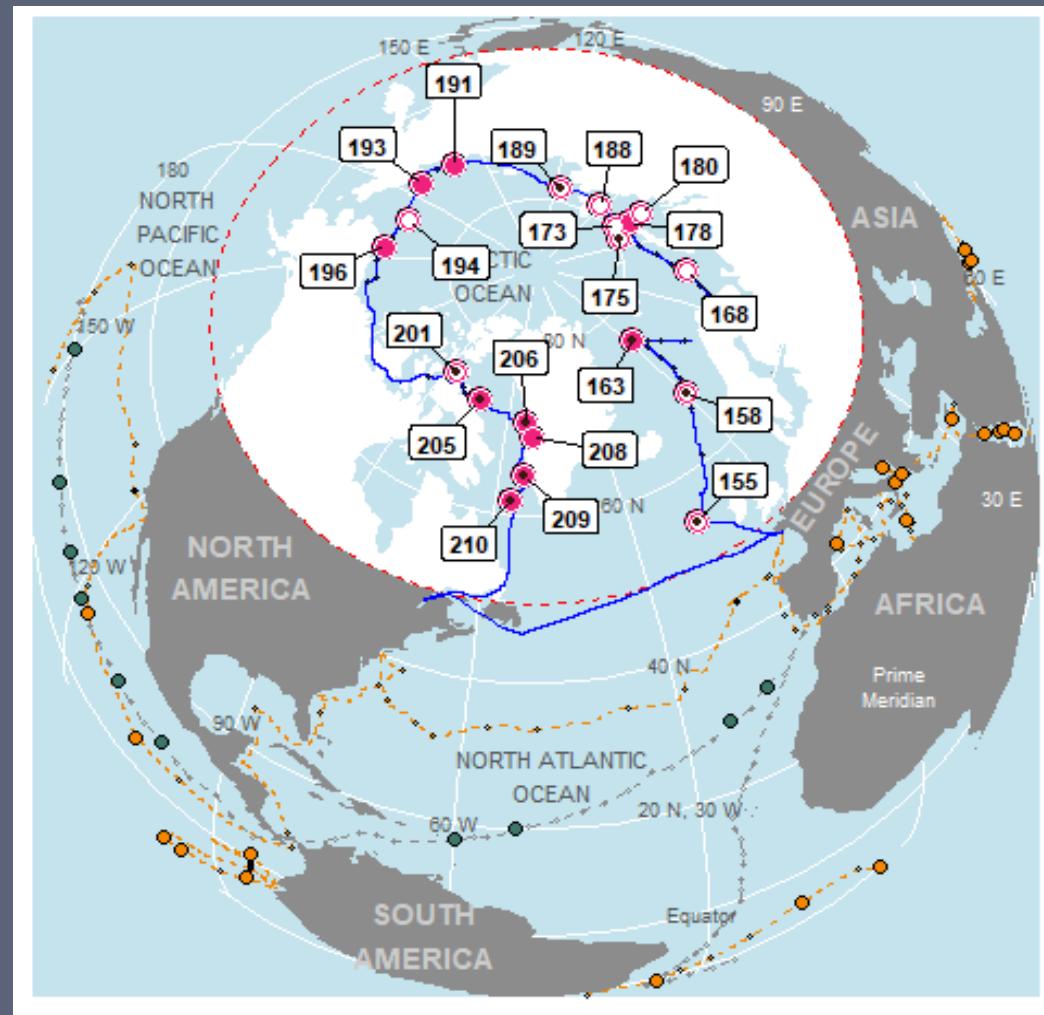 120 E
150 E
191
90 E
193
189
188
180
180
NORTH
PACIFIC
OCEAN
ASIA
173
178
196
194
CTIC
OCEAN
175
60 E
168
150 W
201
206
80 N
163
158
205
208
EUROPE
155
30 E
60 N
209
210
NORTH
AMERICA
120 W
AFRICA
40 N
Prime
Meridian
90 W
NORTH ATLANTIC
OCEAN
60 W
20 N, 30 W
SOUTH
AMERICA
Equator